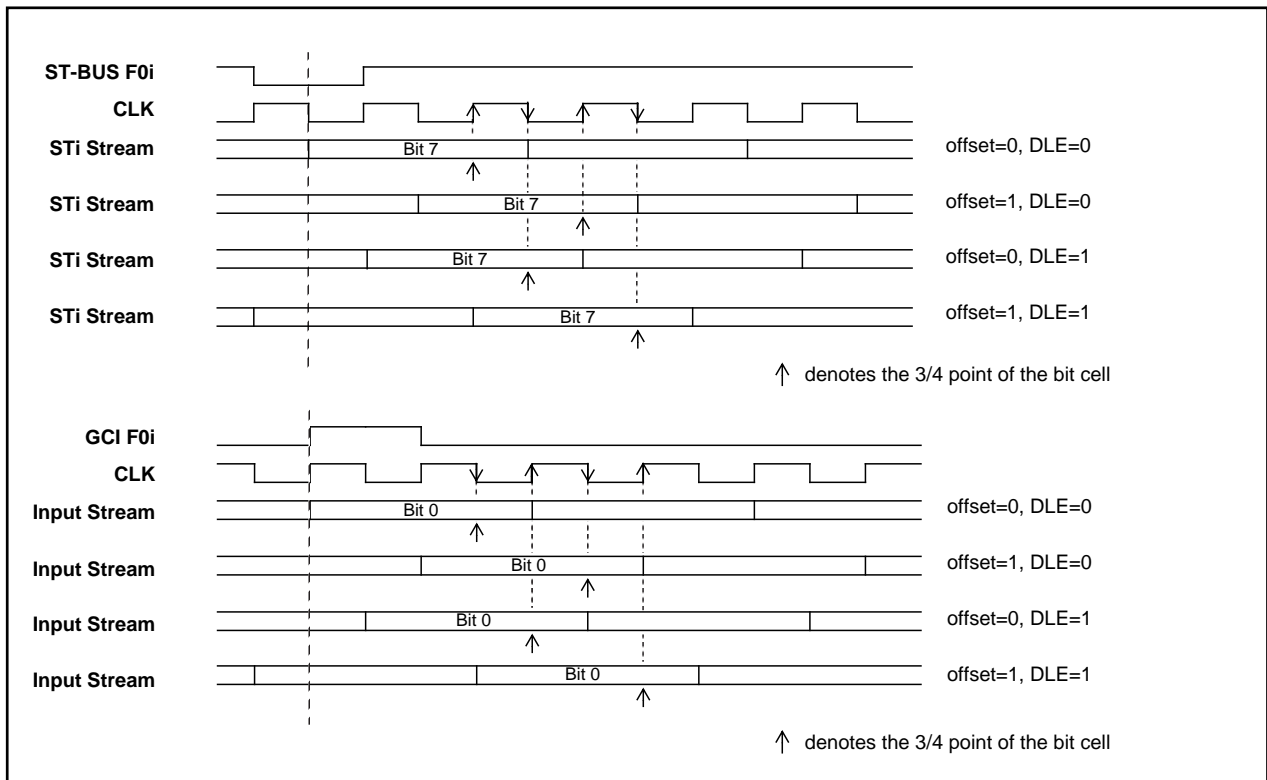 ST-BUS F0i
CLK
STi Stream Bit 7 offset=0, DLE=0
STi Stream Bit 7 offset=1, DLE=0
STi Stream Bit 7 offset=0, DLE=1
STi Stream Bit 7 offset=1, DLE=1
denotes the 3/4 point of the bit cell
GCI F0i
CLK
Input Stream Bit 0 offset=0, DLE=0
Input Stream Bit 0 offset=1, DLE=0
Input Stream Bit 0 offset=0, DLE=1
Input Stream Bit 0 offset=1, DLE=1
denotes the 3/4 point of the bit cell